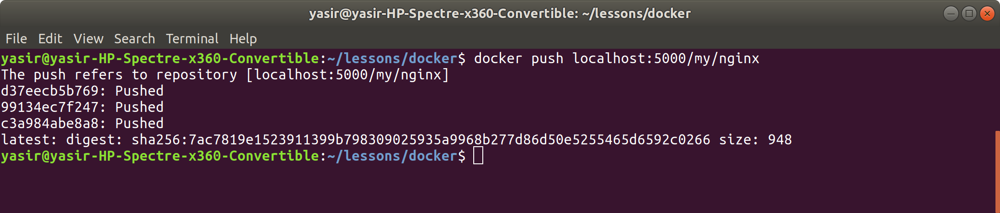 yasir@yasir-HP-Spectre-x360-Convertible: ~/lessons/docker
File Edit View Search Terminal Help
yasir@yasir-HP-Spectre-x360-Convertible:~/lessons/docker$ docker push localhost:5000/my/nginx
The push refers to repository [localhost:5000/my/nginx]
d37eecb5b769: Pushed
99134ec7f247: Pushed
c3a984abe8a8: Pushed
latest: digest: sha256:7ac7819e1523911399b798309025935a9968b277d86d50e5255465d6592c0266 size: 948
yasir@yasir-HP-Spectre-x360-Convertible:~/lessons/docker$